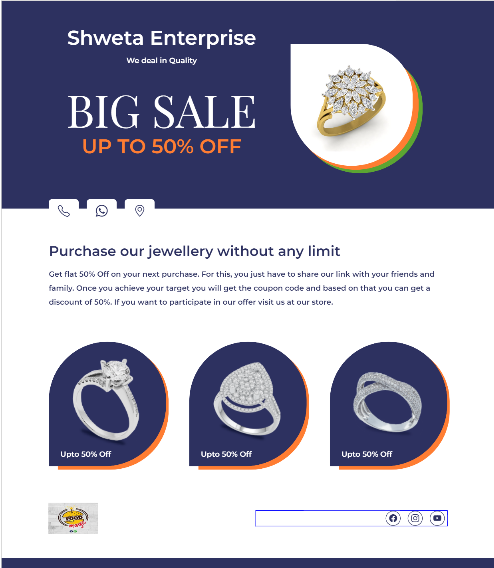 Shweta Enterprise
We deal in Quality
BIG SALE
UP TO 50% OFF
Purchase our jewellery without any limit
Get flat 50% Off on your next purchase. For this, you just have to share our link with your friends and
family. Once you achieve your target you will get the coupon code and based on that you can get a
discount of 50%. If you want to participate in our offer visit us at our store.
Upto 50% Off
Upto 50% Off
Upto 50% Off
FOOD